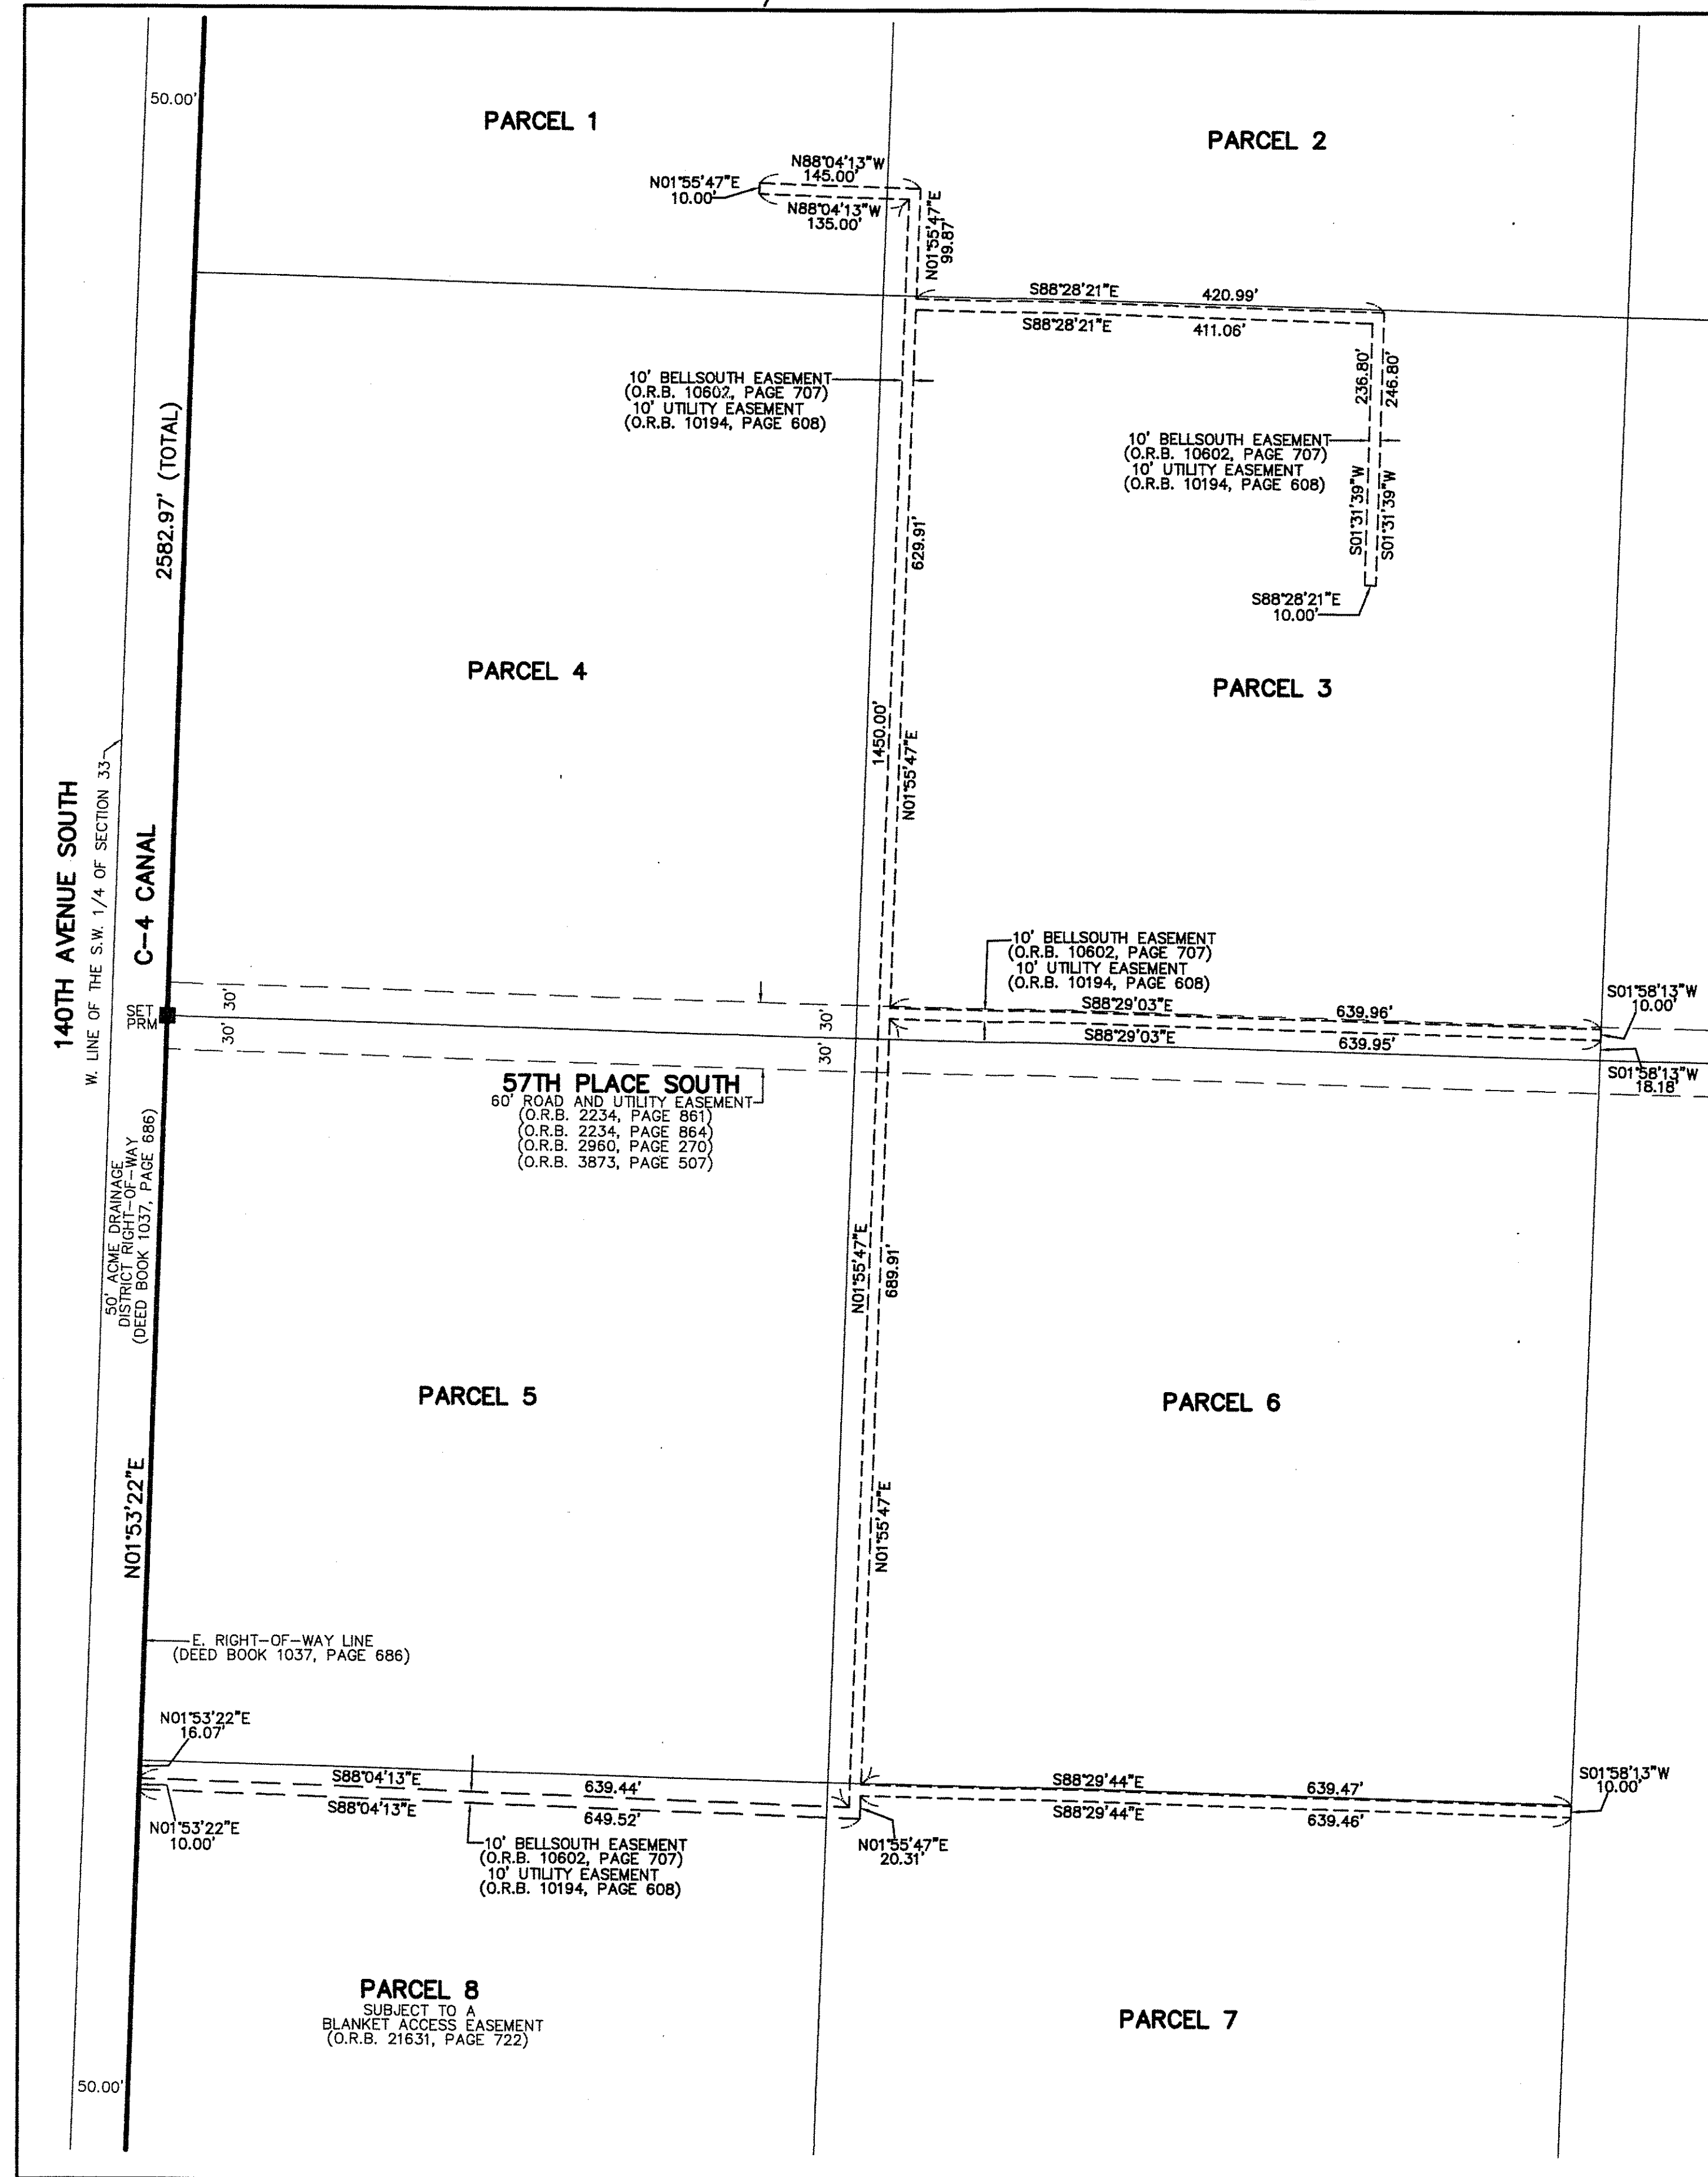 50.00'
PARCEL 1
PARCEL 2
N88°04'13"W
145.00'
N01°55'47"E
10.00'
N88°04'13"W
135.00'
N01°55'47"E
99.87'
S88°28'21"E 420.99'
S88°28'21"E 411.06'
10' BELLSOUTH EASEMENT
(O.R.B. 10602, PAGE 707)
10' UTILITY EASEMENT
(O.R.B. 10194, PAGE 608)
236.80'
246.80'
10' BELLSOUTH EASEMENT
(O.R.B. 10602, PAGE 707)
10' UTILITY EASEMENT
(O.R.B. 10194, PAGE 608)
S01°31'39"W
S01°31'39"W
2582.97' (TOTAL)
629.91'
S88°28'21"E
10.00'
PARCEL 4
PARCEL 3
1450.00'
N01°55'47"E
140TH AVENUE SOUTH
W. LINE OF THE S.W. 1/4 OF SECTION 33
C-4 CANAL
10' BELLSOUTH EASEMENT
(O.R.B. 10602, PAGE 707)
10' UTILITY EASEMENT
(O.R.B. 10194, PAGE 608)
S01°58'13"W
10.00'
SET
PRM
30'
30'
30'
30'
S88°29'03"E 639.96'
S88°29'03"E 639.95'
S01°58'13"W
18.18'
57TH PLACE SOUTH
60' ROAD AND UTILITY EASEMENT
(O.R.B. 2234, PAGE 861)
(O.R.B. 2234, PAGE 864)
(O.R.B. 2960, PAGE 270)
(O.R.B. 3873, PAGE 507)
50' ACME DRAINAGE
DISTRICT RIGHT-OF-WAY
(DEED BOOK 1037, PAGE 686)
N01°55'47"E
689.91'
PARCEL 5
PARCEL 6
N01°53'22"E
N01°55'47"E
E. RIGHT-OF-WAY LINE
(DEED BOOK 1037, PAGE 686)
N01°53'22"E
16.07'
S88°04'13"E 639.44'
S88°04'13"E 649.52'
S88°29'44"E 639.47'
S88°29'44"E 639.46'
S01°58'13"W
10.00'
N01°53'22"E
10.00'
10' BELLSOUTH EASEMENT
(O.R.B. 10602, PAGE 707)
10' UTILITY EASEMENT
(O.R.B. 10194, PAGE 608)
N01°55'47"E
20.31'
PARCEL 8
SUBJECT TO A
BLANKET ACCESS EASEMENT
(O.R.B. 21631, PAGE 722)
PARCEL 7
50.00'